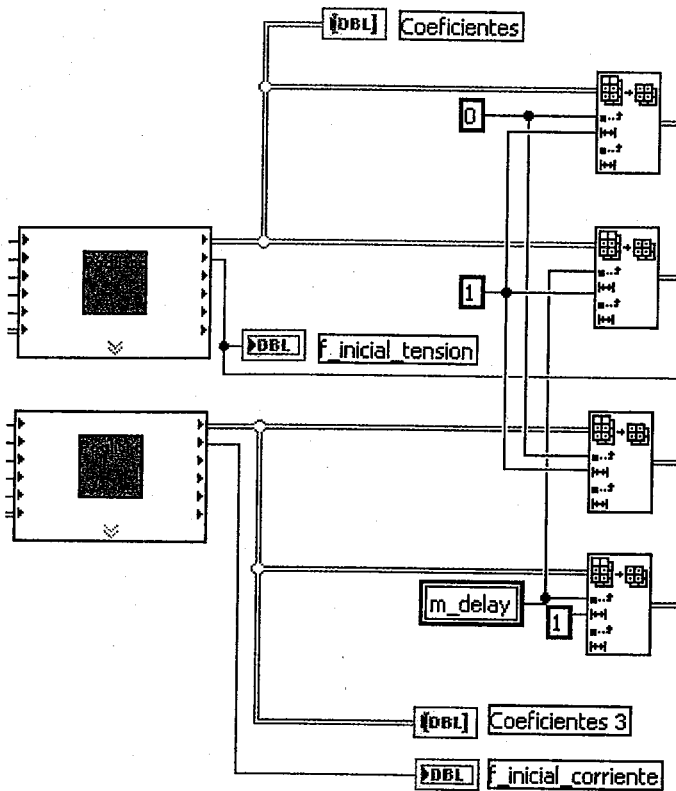 [DBL] Coeficientes
0
1
DBL f_inicial_tension
m_delay
1
[DBL] Coeficientes 3
DBL f_inicial_corriente